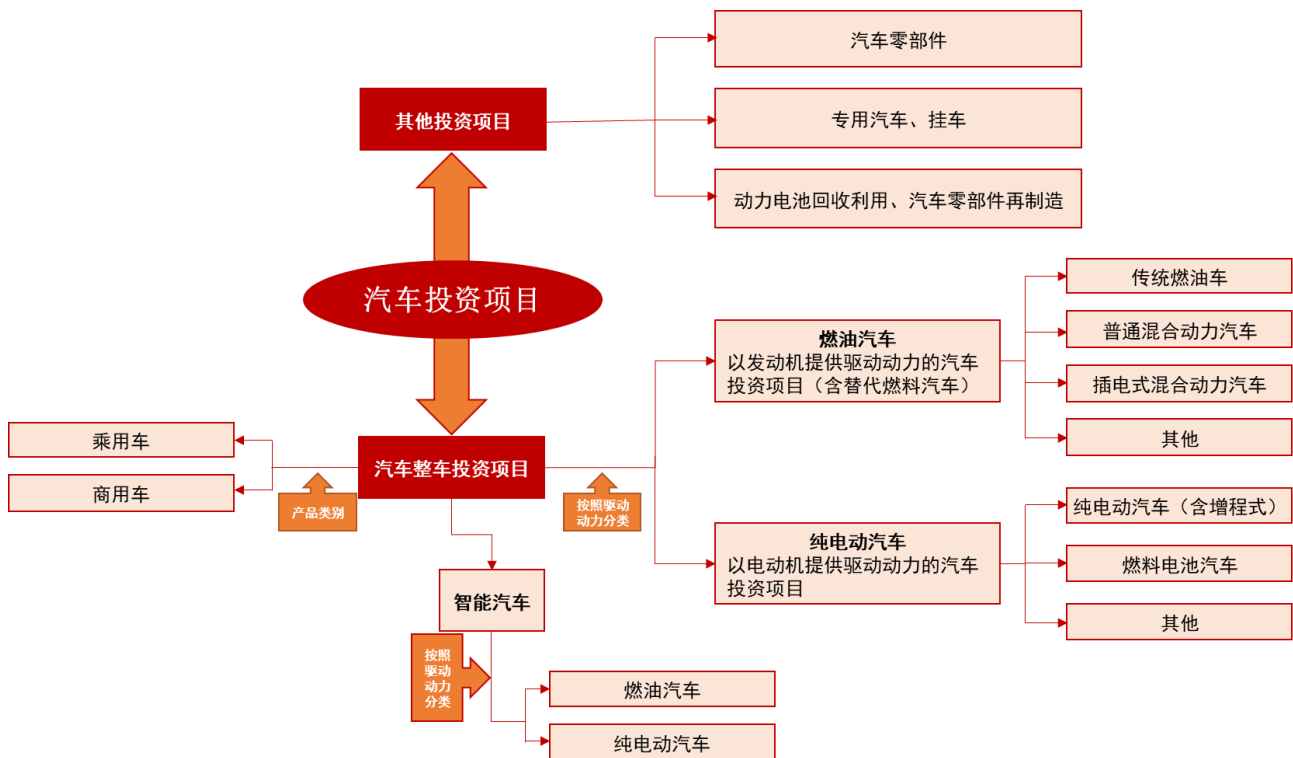 汽车零部件
其他投资项目
专用汽车、挂车
动力电池回收利用、汽车零部件再制造
汽车投资项目
传统燃油车
燃油汽车
以发动机提供驱动动力的汽车
投资项目（含替代燃料汽车）
普通混合动力汽车
插电式混合动力汽车
其他
乘用车
商用车
汽车整车投资项目
产品类别
按照驱动
动力分类
纯电动汽车
以电动机提供驱动动力的汽车
投资项目
纯电动汽车（含增程式）
燃料电池汽车
其他
智能汽车
按照
驱动
动力
分类
燃油汽车
纯电动汽车